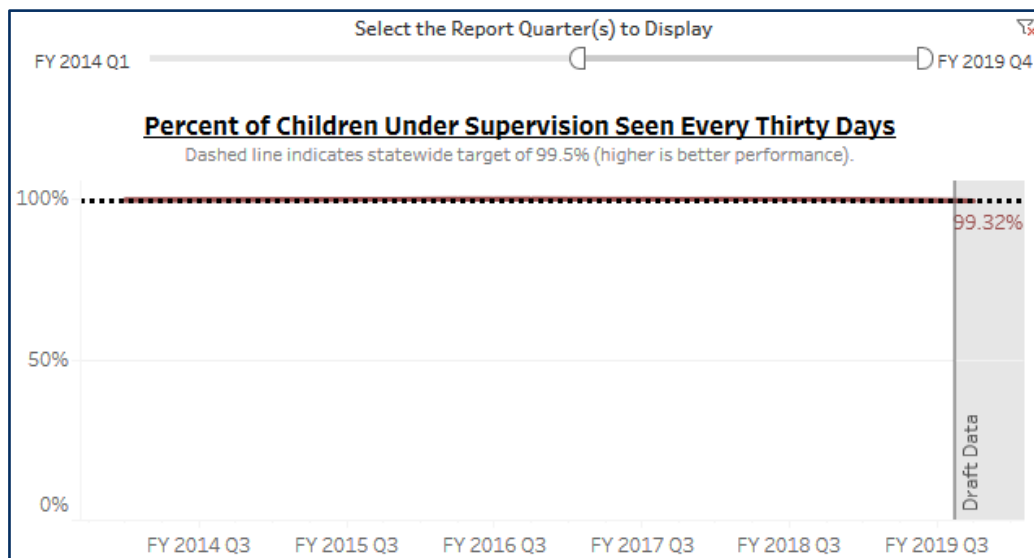 Select the Report Quarter(s) to Display
FY 2014 Q1
FY 2019 Q4
Percent of Children Under Supervision Seen Every Thirty Days
Dashed line indicates statewide target of 99.5% (higher is better performance).
100%
99.32%
50%
Draft Data
0%
FY 2014 Q3 FY 2015 Q3 FY 2016 Q3 FY 2017 Q3 FY 2018 Q3 FY 2019 Q3